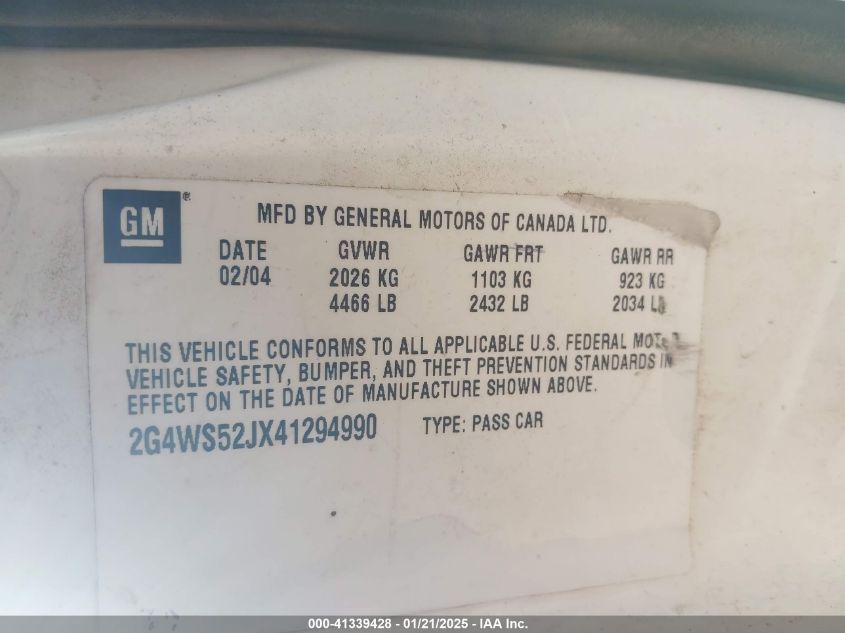 GM ®
MFD BY GENERAL MOTORS OF CANADA LTD.
DATE GVWR GAWR FRT GAWR RR
02/04 2026 KG 1103 KG 923 KG
4466 LB 2432 LB 2034 LB
THIS VEHICLE CONFORMS TO ALL APPLICABLE U.S. FEDERAL MOTOR
VEHICLE SAFETY, BUMPER, AND THEFT PREVENTION STANDARDS IN
EFFECT ON THE DATE OF MANUFACTURE SHOWN ABOVE.
2G4WS52JX41294990 TYPE: PASS CAR
000-41339428 - 01/21/2025 - IAA Inc.